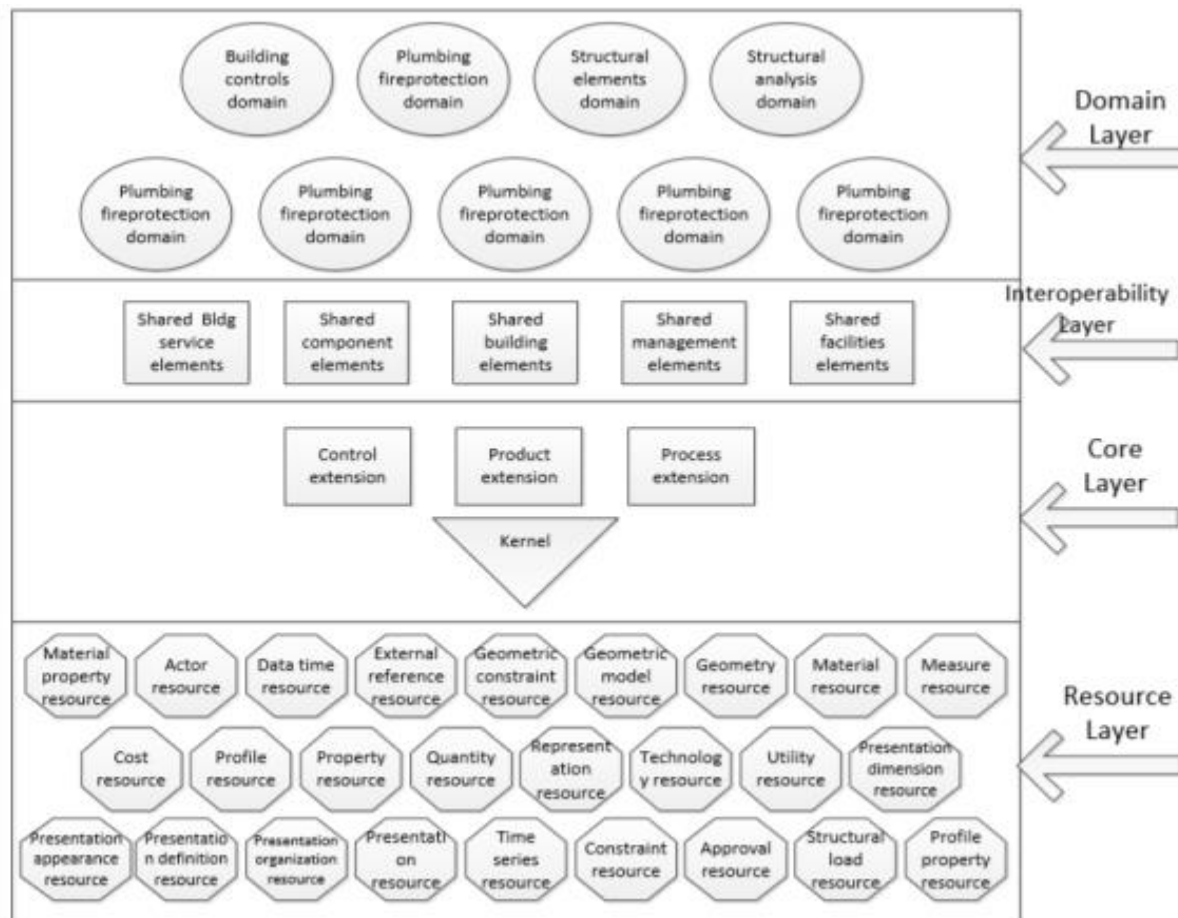 Building
controls
domain
Plumbing
fireprotection
domain
Structural
elements
domain
Structural
analysis
domain
Domain
Layer
Plumbing
fireprotection
domain
Plumbing
fireprotection
domain
Plumbing
fireprotection
domain
Plumbing
fireprotection
domain
Plumbing
fireprotection
domain
Interoperability
Layer
Shared Bldg
service
elements
Shared
component
elements
Shared
building
elements
Shared
management
elements
Shared
facilities
elements
Control
extension
Product
extension
Process
extension
Core
Layer
Kernel
Material
property
resource
Actor
resource
Data time
resource
External
reference
resource
Geometric
constraint
resource
Geometric
model
resource
Geometry
resource
Material
resource
Measure
resource
Resource
Layer
Cost
resource
Profile
resource
Property
resource
Quantity
resource
Represent
ation
resource
Technolog
y resource
Utility
resource
Presentation
dimension
resource
Presentation
appearance
resource
Presentatio
n definition
resource
Presentation
organization
resource
Presentati
on
resource
Time
series
resource
Constraint
resource
Approval
resource
Structural
load
resource
Profile
property
resource